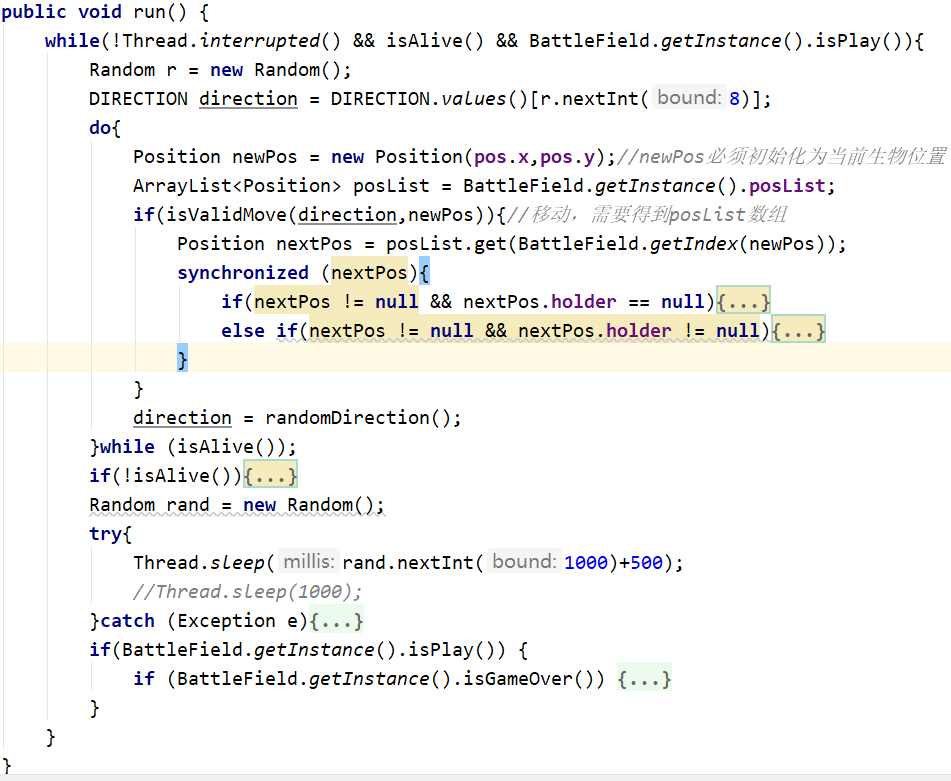 public void run() {
while(!Thread.interrupted() && isAlive() && BattleField.getInstance().isPlay()){
Random r = new Random();
DIRECTION direction = DIRECTION.values()[r.nextInt( bound: 8)];
do{
Position newPos = new Position(pos.x,pos.y);//newPos必须初始化为当前生物位置
ArrayList<Position> posList = BattleField.getInstance().posList;
if(isValidMove(direction,newPos)){//移动，需要得到posList数组
Position nextPos = posList.get(BattleField.getIndex(newPos));
synchronized (nextPos){
if(nextPos != null && nextPos.holder == null){...}
else if(nextPos != null && nextPos.holder != null){...}
}
}
direction = randomDirection();
}while (isAlive());
if(!isAlive()){...}
Random rand = new Random();
try{
Thread.sleep( millis: rand.nextInt( bound: 1000)+500);
//Thread.sleep(1000);
}catch (Exception e){...}
if(BattleField.getInstance().isPlay()) {
if (BattleField.getInstance().isGameOver()) {...}
}
}
}